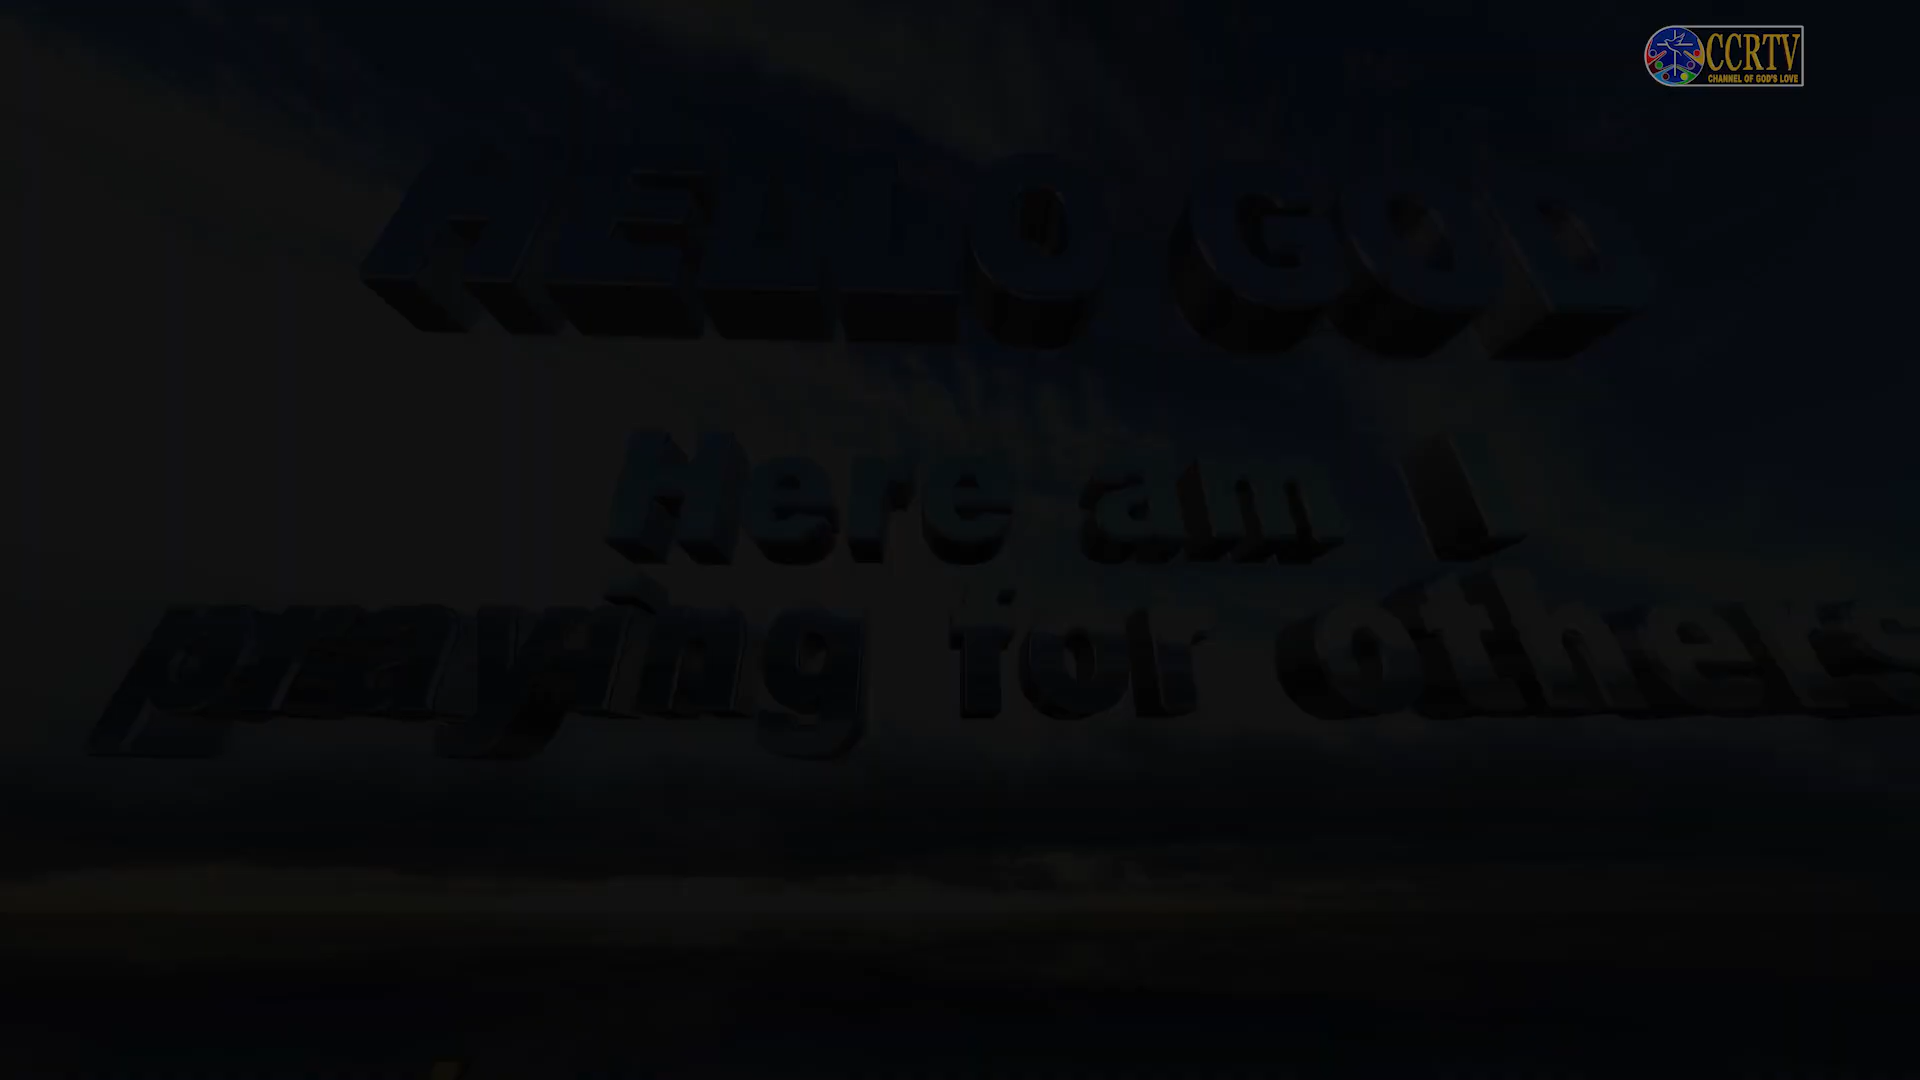 CCRTV
CHANNEL OF GOD'S LOVE
HELLO GOD
Here am I
praying for others